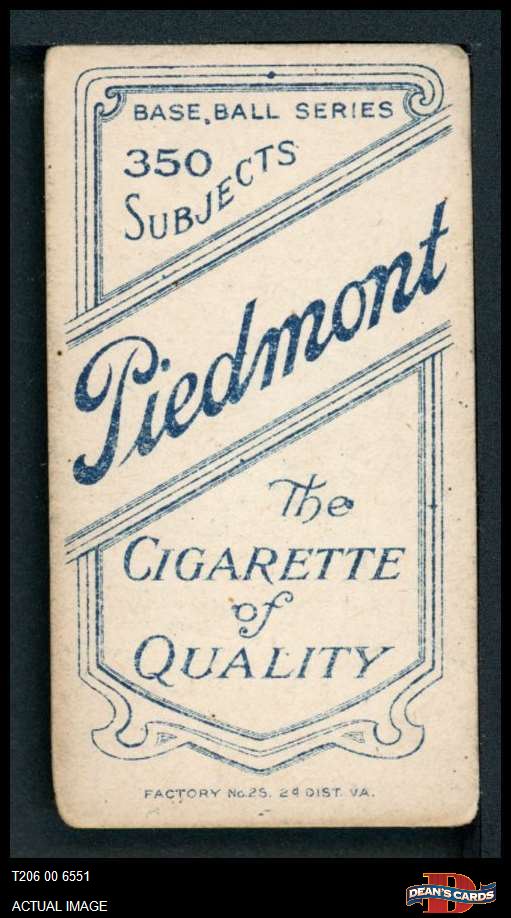 BASE BALL SERIES
350
SUBJECTS
Piedmont
The
CIGARETTE
of
QUALITY
FACTORY No. 25. 2d DIST. VA.
T206 00 6551
ACTUAL IMAGE
DEAN'S CARDS